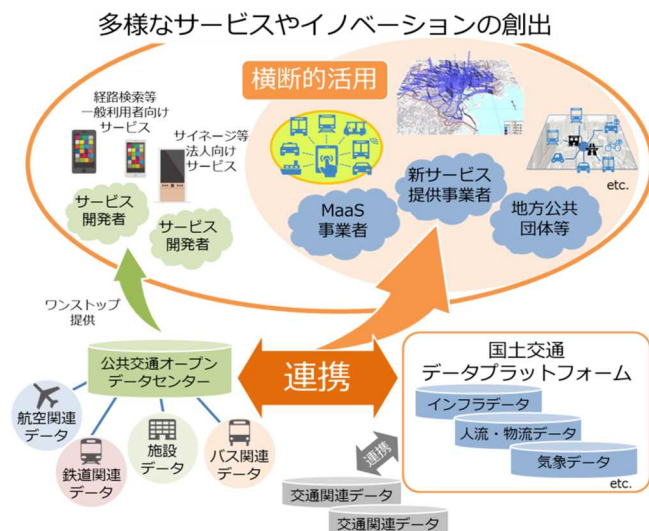 多様なサービスやイノベーションの創出
横断的活用
経路検索等
一般利用者向け
サービス
サイネージ等
法人向け
サービス
サービス
開発者
サービス
開発者
MaaS
事業者
新サービス
提供事業者
地方公共
団体等
etc.
ワンストップ
提供
公共交通オープン
データセンター
連携
国土交通
データプラットフォーム
インフラデータ
人流・物流データ
気象データ
etc.
航空関連
データ
鉄道関連
データ
施設
データ
バス関連
データ
連携
交通関連データ
交通関連データ